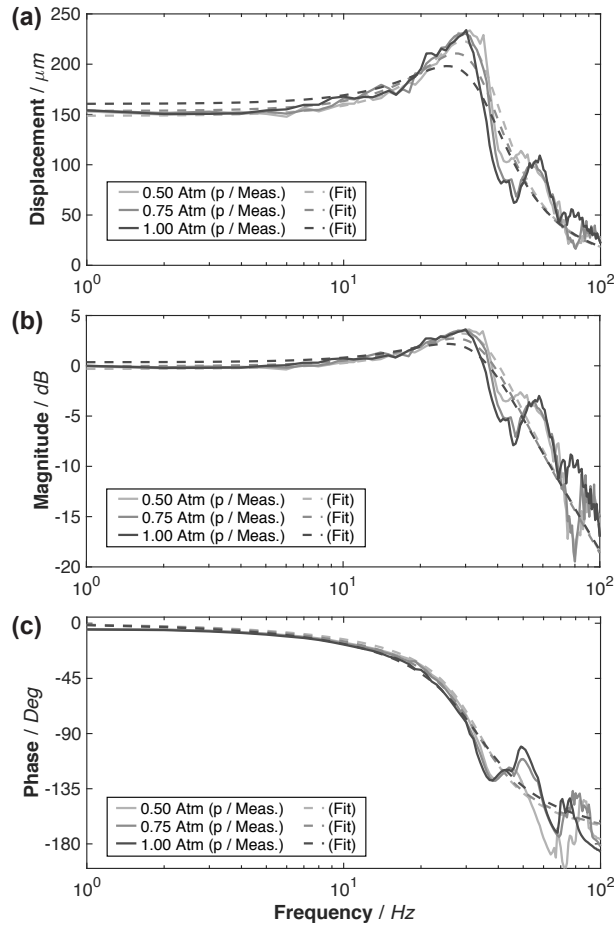 (a)
250
200
150
100
50
0
Displacement / μm
0.50 Atm (p / Meas.) (Fit)
0.75 Atm (p / Meas.) (Fit)
1.00 Atm (p / Meas.) (Fit)
10^0 10^1 10^2
(b)
5
0
-5
-10
-15
-20
Magnitude / dB
0.50 Atm (p / Meas.) (Fit)
0.75 Atm (p / Meas.) (Fit)
1.00 Atm (p / Meas.) (Fit)
10^0 10^1 10^2
(c)
0
-45
-90
-135
-180
Phase / Deg
0.50 Atm (p / Meas.) (Fit)
0.75 Atm (p / Meas.) (Fit)
1.00 Atm (p / Meas.) (Fit)
10^0 10^1 10^2
Frequency / Hz